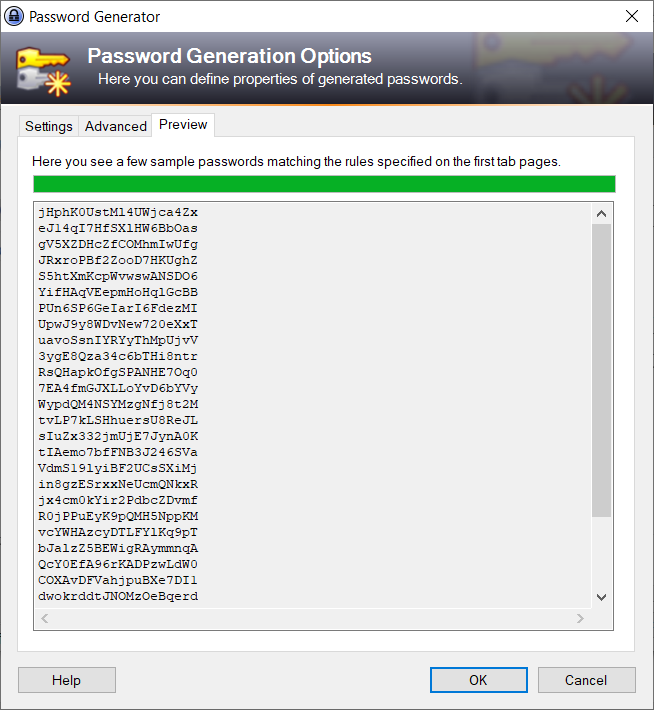 Password Generator
Password Generation Options
Here you can define properties of generated passwords.
Settings Advanced Preview
Here you see a few sample passwords matching the rules specified on the first tab pages.
jHphK0UstMl4UWjca4Zx
eJ14qI7HfSXlHW6BbOas
gV5XZDHcZfCOMhmIwUfg
JRxroPBf2ZooD7HKUghZ
S5htXmKcpWvwswANSDO6
YifHAqVEepmHoHqlGcBB
PUn6SP6GeIarI6FdezMI
UpwJ9y8WDvNew720eXxT
uavoSsnIYRYyThMpUjvV
3ygE8Qza34c6bTHi8ntr
RsQHapkOfgSPANHE7Oq0
7EA4fmGJXLLoYvD6bYVy
WypdQM4NSYMzgNfj8t2M
tvLP7kLSHhuersU8ReJL
sIuZx332jmUjE7JynA0K
tIAemo7bfFNB3J246SVa
VdmS19lyiBF2UCsSXiMj
in8gzESrxxNeUcmQNkxR
jx4cm0kYir2PdbcZDvmf
R0jPPuEyK9pQMH5NppKM
vcYWHAzcyDTLFYlKq9pT
bJalzZ5BEWigRAymmnqA
QcY0EfA96rKADPzwLdW0
COXAvDFVahjpuBXe7DI1
dwokrddtJNOMzOeBqerd
Help OK Cancel